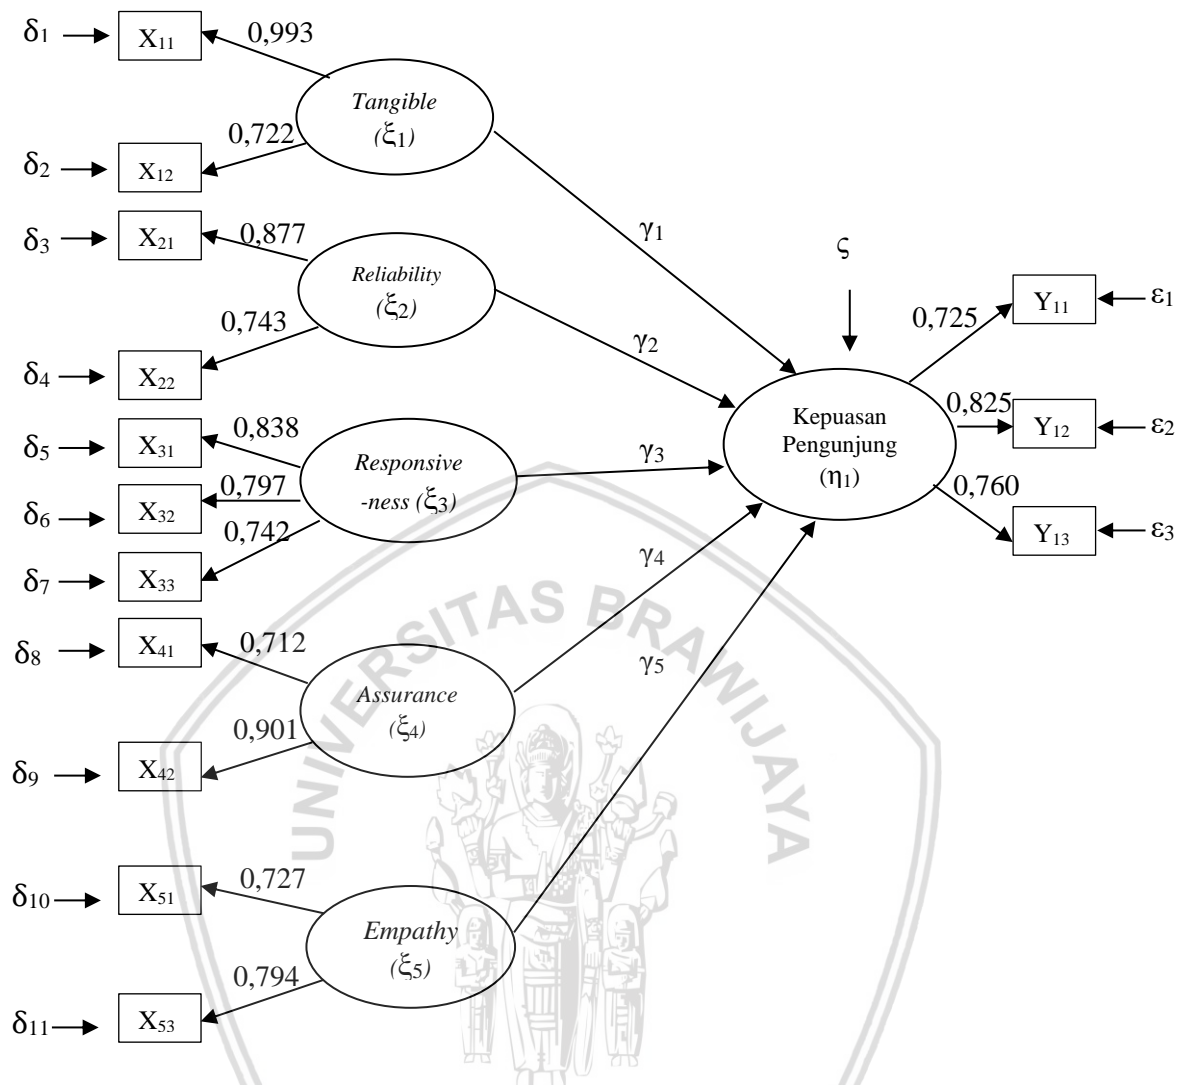 δ1
X11
0,993
Tangible
(ξ1)
δ2
X12
0,722
δ3
X21
0,877
Reliability
(ξ2)
δ4
X22
0,743
δ5
X31
0,838
Responsive
-ness (ξ3)
δ6
X32
0,797
δ7
X33
0,742
δ8
X41
0,712
Assurance
(ξ4)
δ9
X42
0,901
δ10
X51
0,727
Empathy
(ξ5)
δ11
X53
0,794
γ1
γ2
γ3
γ4
γ5
ς
Kepuasan
Pengunjung
(η1)
0,725
Y11
ε1
0,825
Y12
ε2
0,760
Y13
ε3
UNIVERSITAS BRAWIJAYA